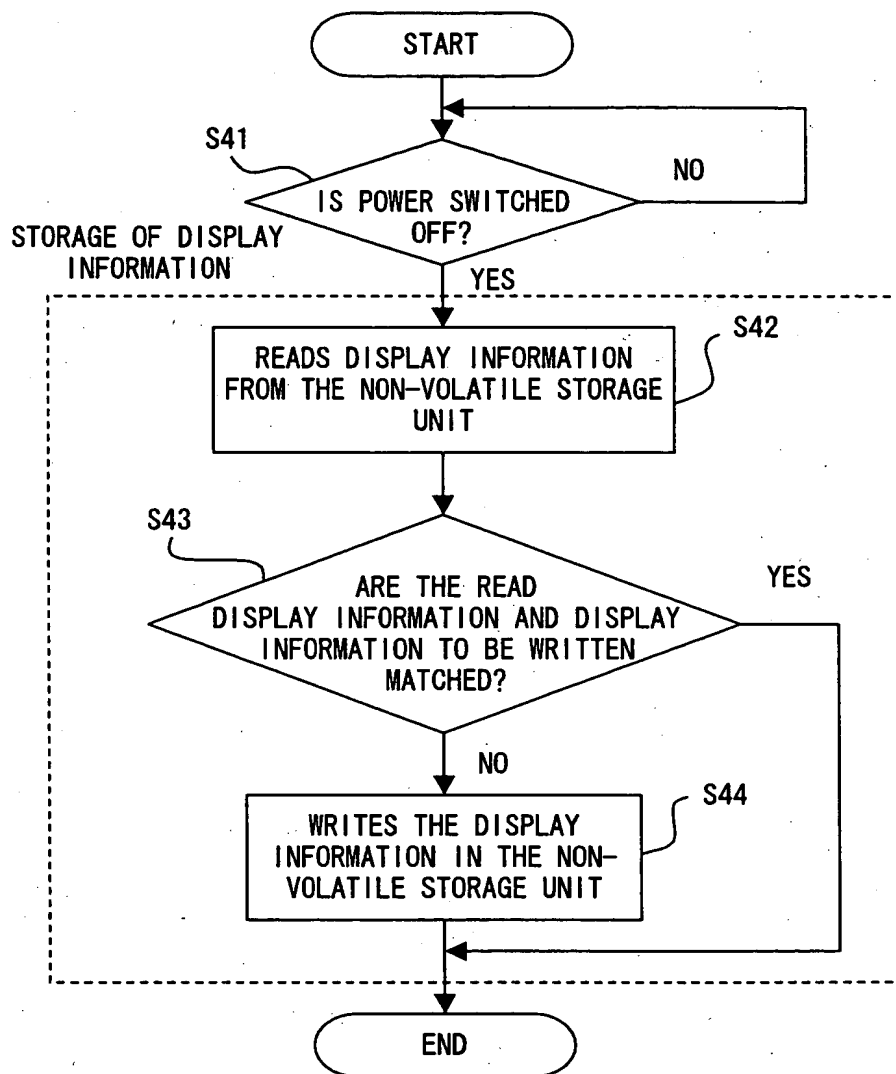 START
S41
NO
IS POWER SWITCHED
OFF?
STORAGE OF DISPLAY
INFORMATION
YES
S42
READS DISPLAY INFORMATION
FROM THE NON-VOLATILE STORAGE
UNIT
S43
YES
ARE THE READ
DISPLAY INFORMATION AND DISPLAY
INFORMATION TO BE WRITTEN
MATCHED?
NO
S44
WRITES THE DISPLAY
INFORMATION IN THE NON-
VOLATILE STORAGE UNIT
END